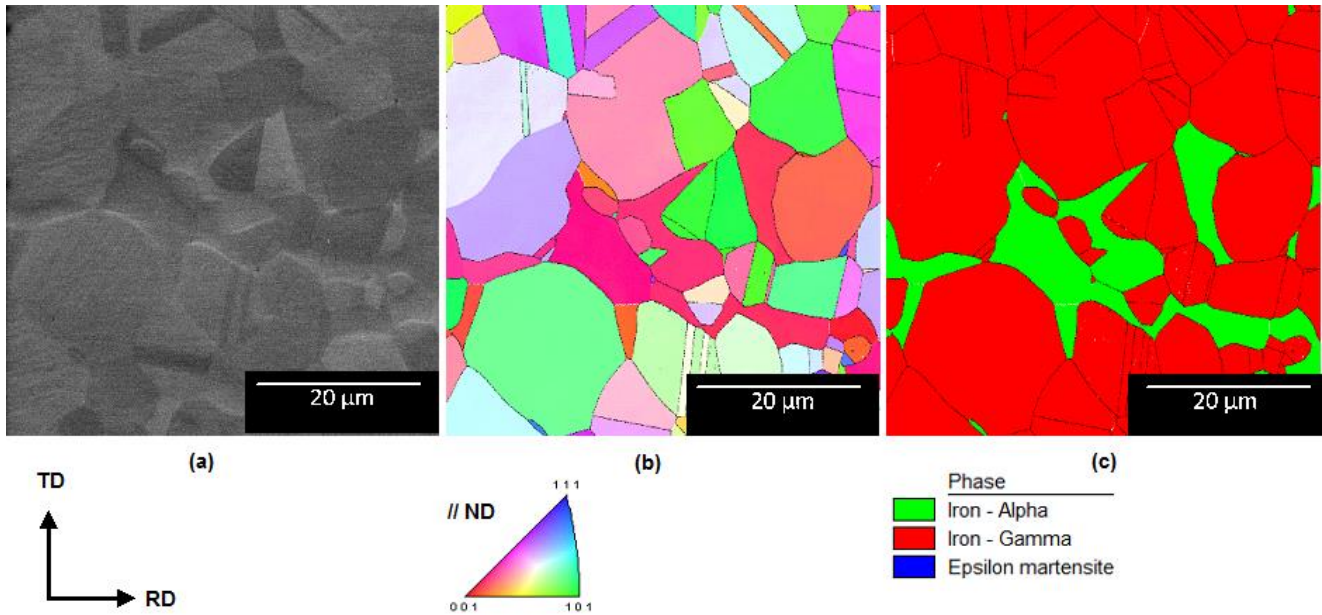 20 µm
20 µm
20 µm
(a)
(b)
(c)
TD
RD
// ND
111
001
101
Phase
Iron - Alpha
Iron - Gamma
Epsilon martensite